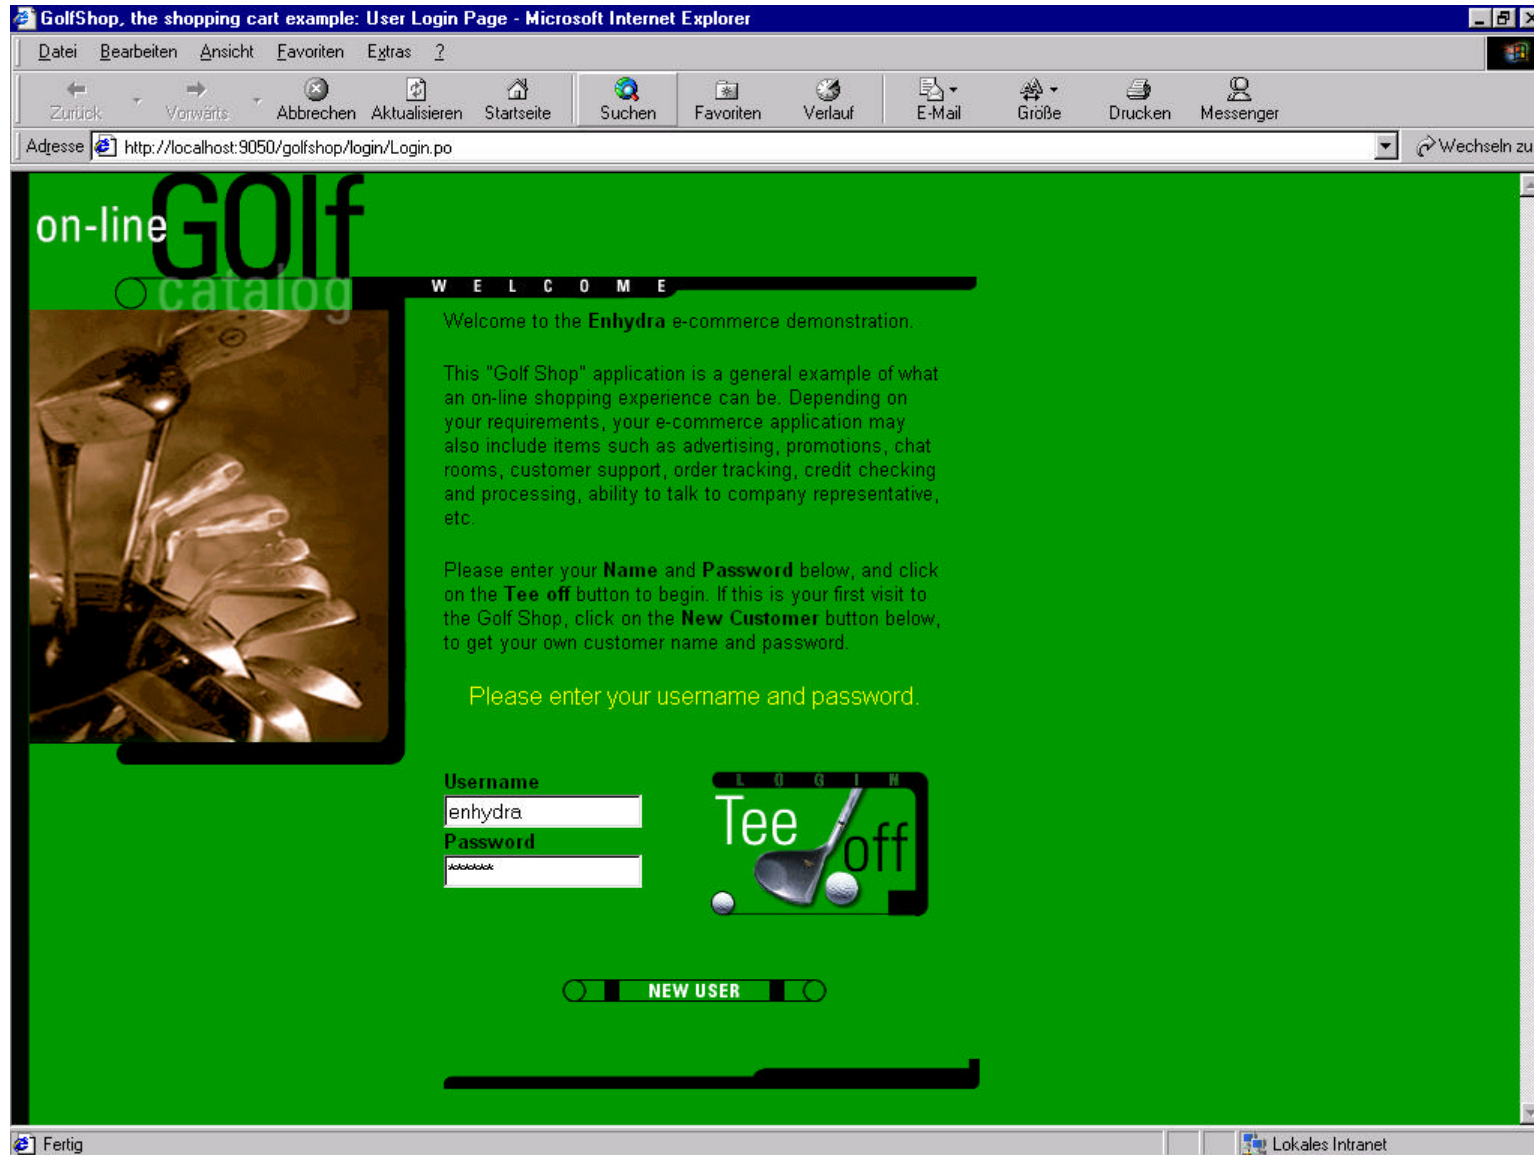 GolfShop, the shopping cart example: User Login Page - Microsoft Internet Explorer
Datei Bearbeiten Ansicht Favoriten Extras ?
Zurück Vorwärts Abbrechen Aktualisieren Startseite Suchen Favoriten Verlauf E-Mail Größe Drucken Messenger
Adresse http://localhost:9050/golfshop/login/Login.po Wechseln zu
on-line GOlf
catalog
WELCOME
Welcome to the Enhydra e-commerce demonstration.
This "Golf Shop" application is a general example of what
an on-line shopping experience can be. Depending on
your requirements, your e-commerce application may
also include items such as advertising, promotions, chat
rooms, customer support, order tracking, credit checking
and processing, ability to talk to company representative,
etc.
Please enter your Name and Password below, and click
on the Tee off button to begin. If this is your first visit to
the Golf Shop, click on the New Customer button below,
to get your own customer name and password.
Please enter your username and password.
Username
enhydra
Password
*******
LOGIN
Tee off
NEW USER
Fertig Lokales Intranet